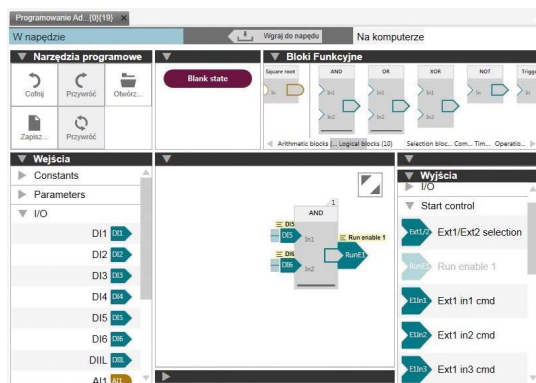 Programowanie Ad...{0}{19} ×
W napędzie
Wgraj do napędu
Na komputerze
Narzędzia programowe
Cofnij
Przywróć
Otwórz...
Zapisz...
Przywróć
Blank state
Bloki Funkcyjne
Square root
AND
OR
XOR
NOT
Trigg
In
In1
In1
In1
In
In
In2
In2
In2
Arithmetic blocks (... Logical blocks (10) Selection bloc... Com... Tim... Operatio...
Wejścia
Constants
Parameters
I/O
DI1 DI1
DI2 DI2
DI3 DI3
DI4 DI4
DI5 DI5
DI6 DI6
DIIL DIIL
AI1 AI1
1
AND
DI5
DI5 In1
Run enable 1
RunE1
DI6
DI6 In2
Wyjścia
I/O
Start control
Ext1/2 Ext1/Ext2 selection
RunE1 Run enable 1
E1In1 Ext1 in1 cmd
E1In2 Ext1 in2 cmd
E1In3 Ext1 in3 cmd